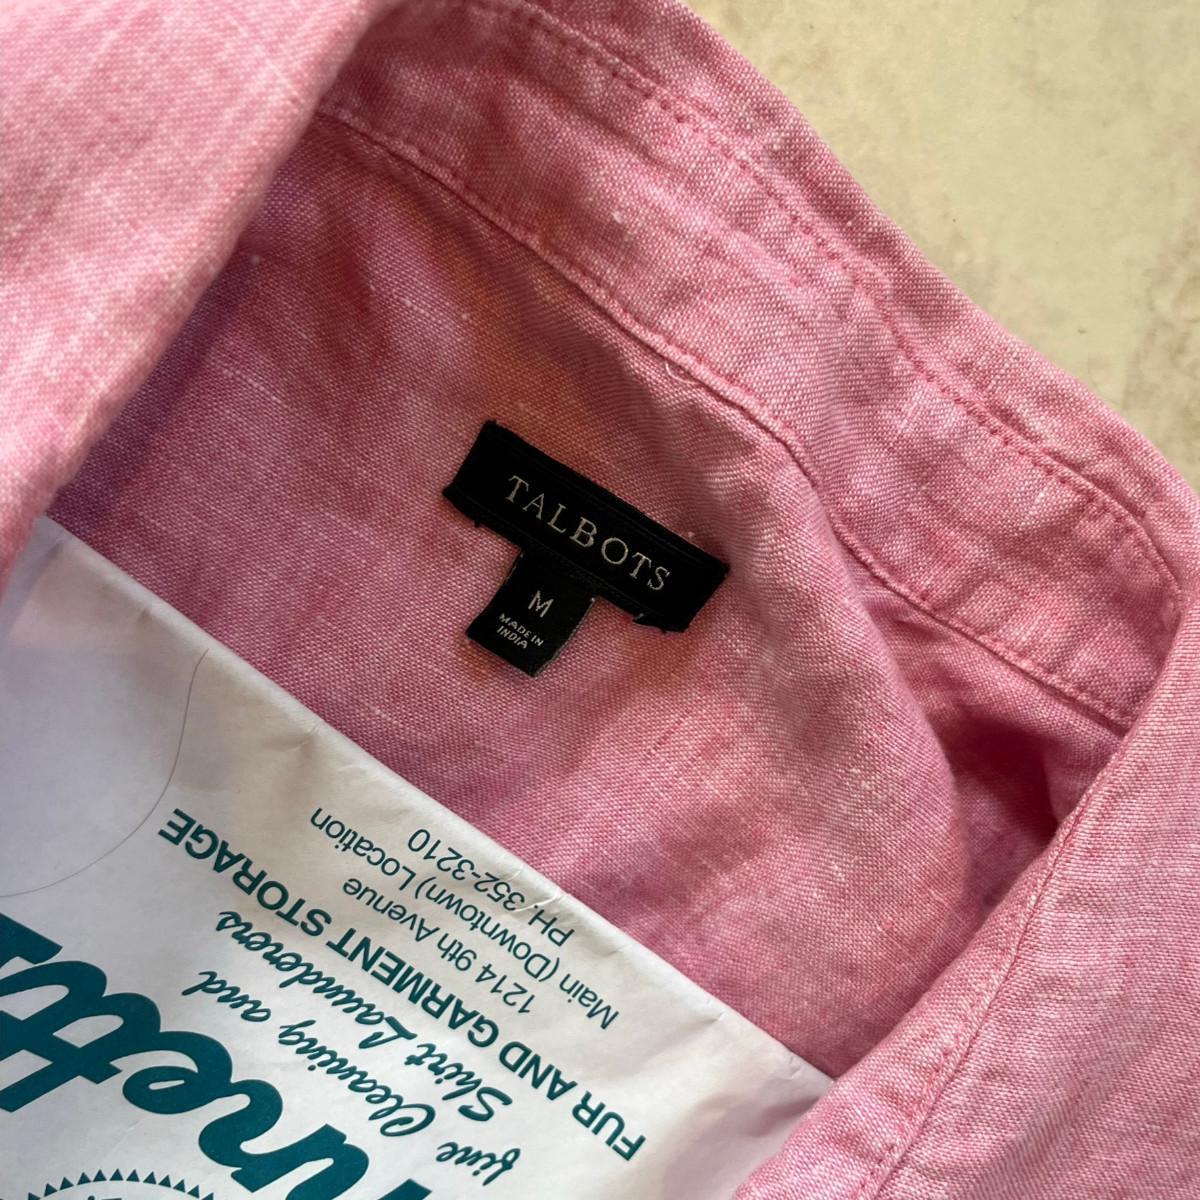 TALBOTS
M
MADE IN
INDIA
Fine Cleaning and
Shirt Launderers
FUR AND GARMENT STORAGE
1214 9th Avenue
Main (Downtown) Location
PH. 352-3210